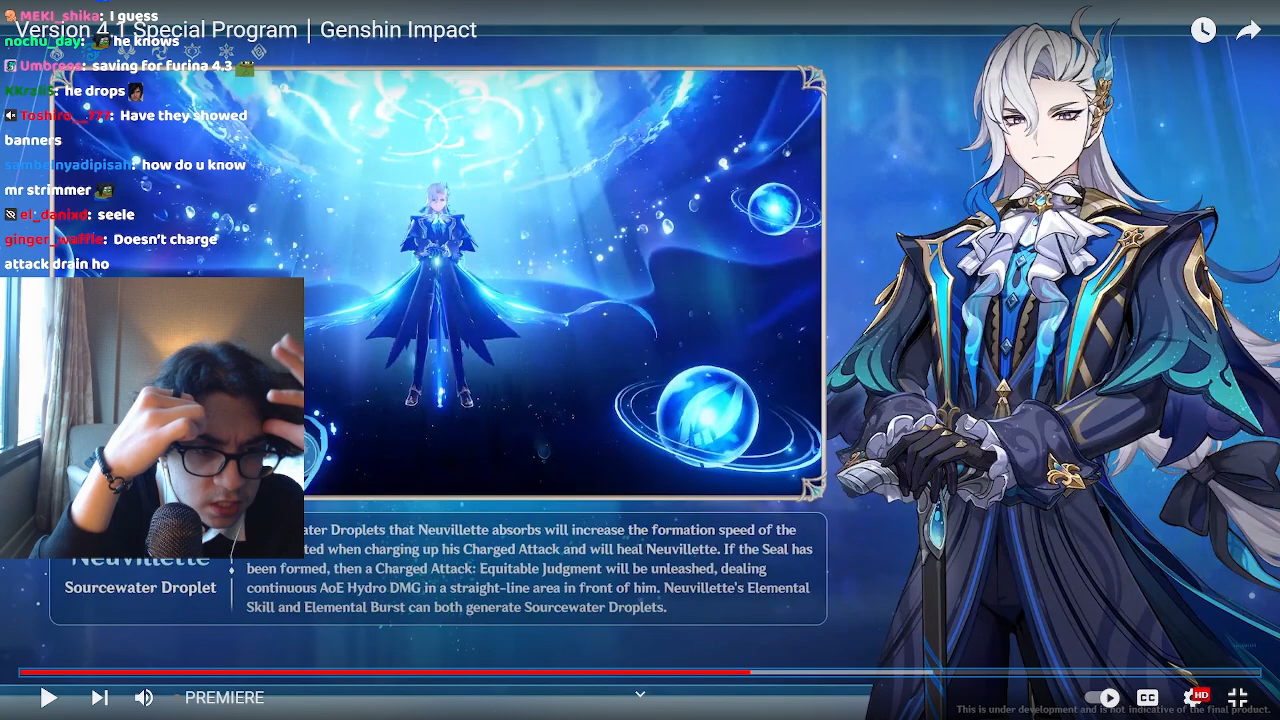 MEKI_shika: I guess
Version 4.1 Special Program | Genshin Impact
nochu_day: he knows
Umbrees: saving for furina 4.3
he drops
Toshiro__777: Have they showed
banners
sambelnyadipisah: how do u know
mr strimmer
el_danixd: seele
ginger_waffle: Doesn't charge
attack drain ho
ater Droplets that Neuvillette absorbs will increase the formation speed of the
ted when charging up his Charged Attack and will heal Neuvillette. If the Seal has
Neuvillette
been formed, then a Charged Attack: Equitable Judgment will be unleashed, dealing
Sourcewater Droplet
continuous AoE Hydro DMG in a straight-line area in front of him. Neuvillette's Elemental
Skill and Elemental Burst can both generate Sourcewater Droplets.
PREMIERE
CC
HD
This is under development and is not indicative of the final product.